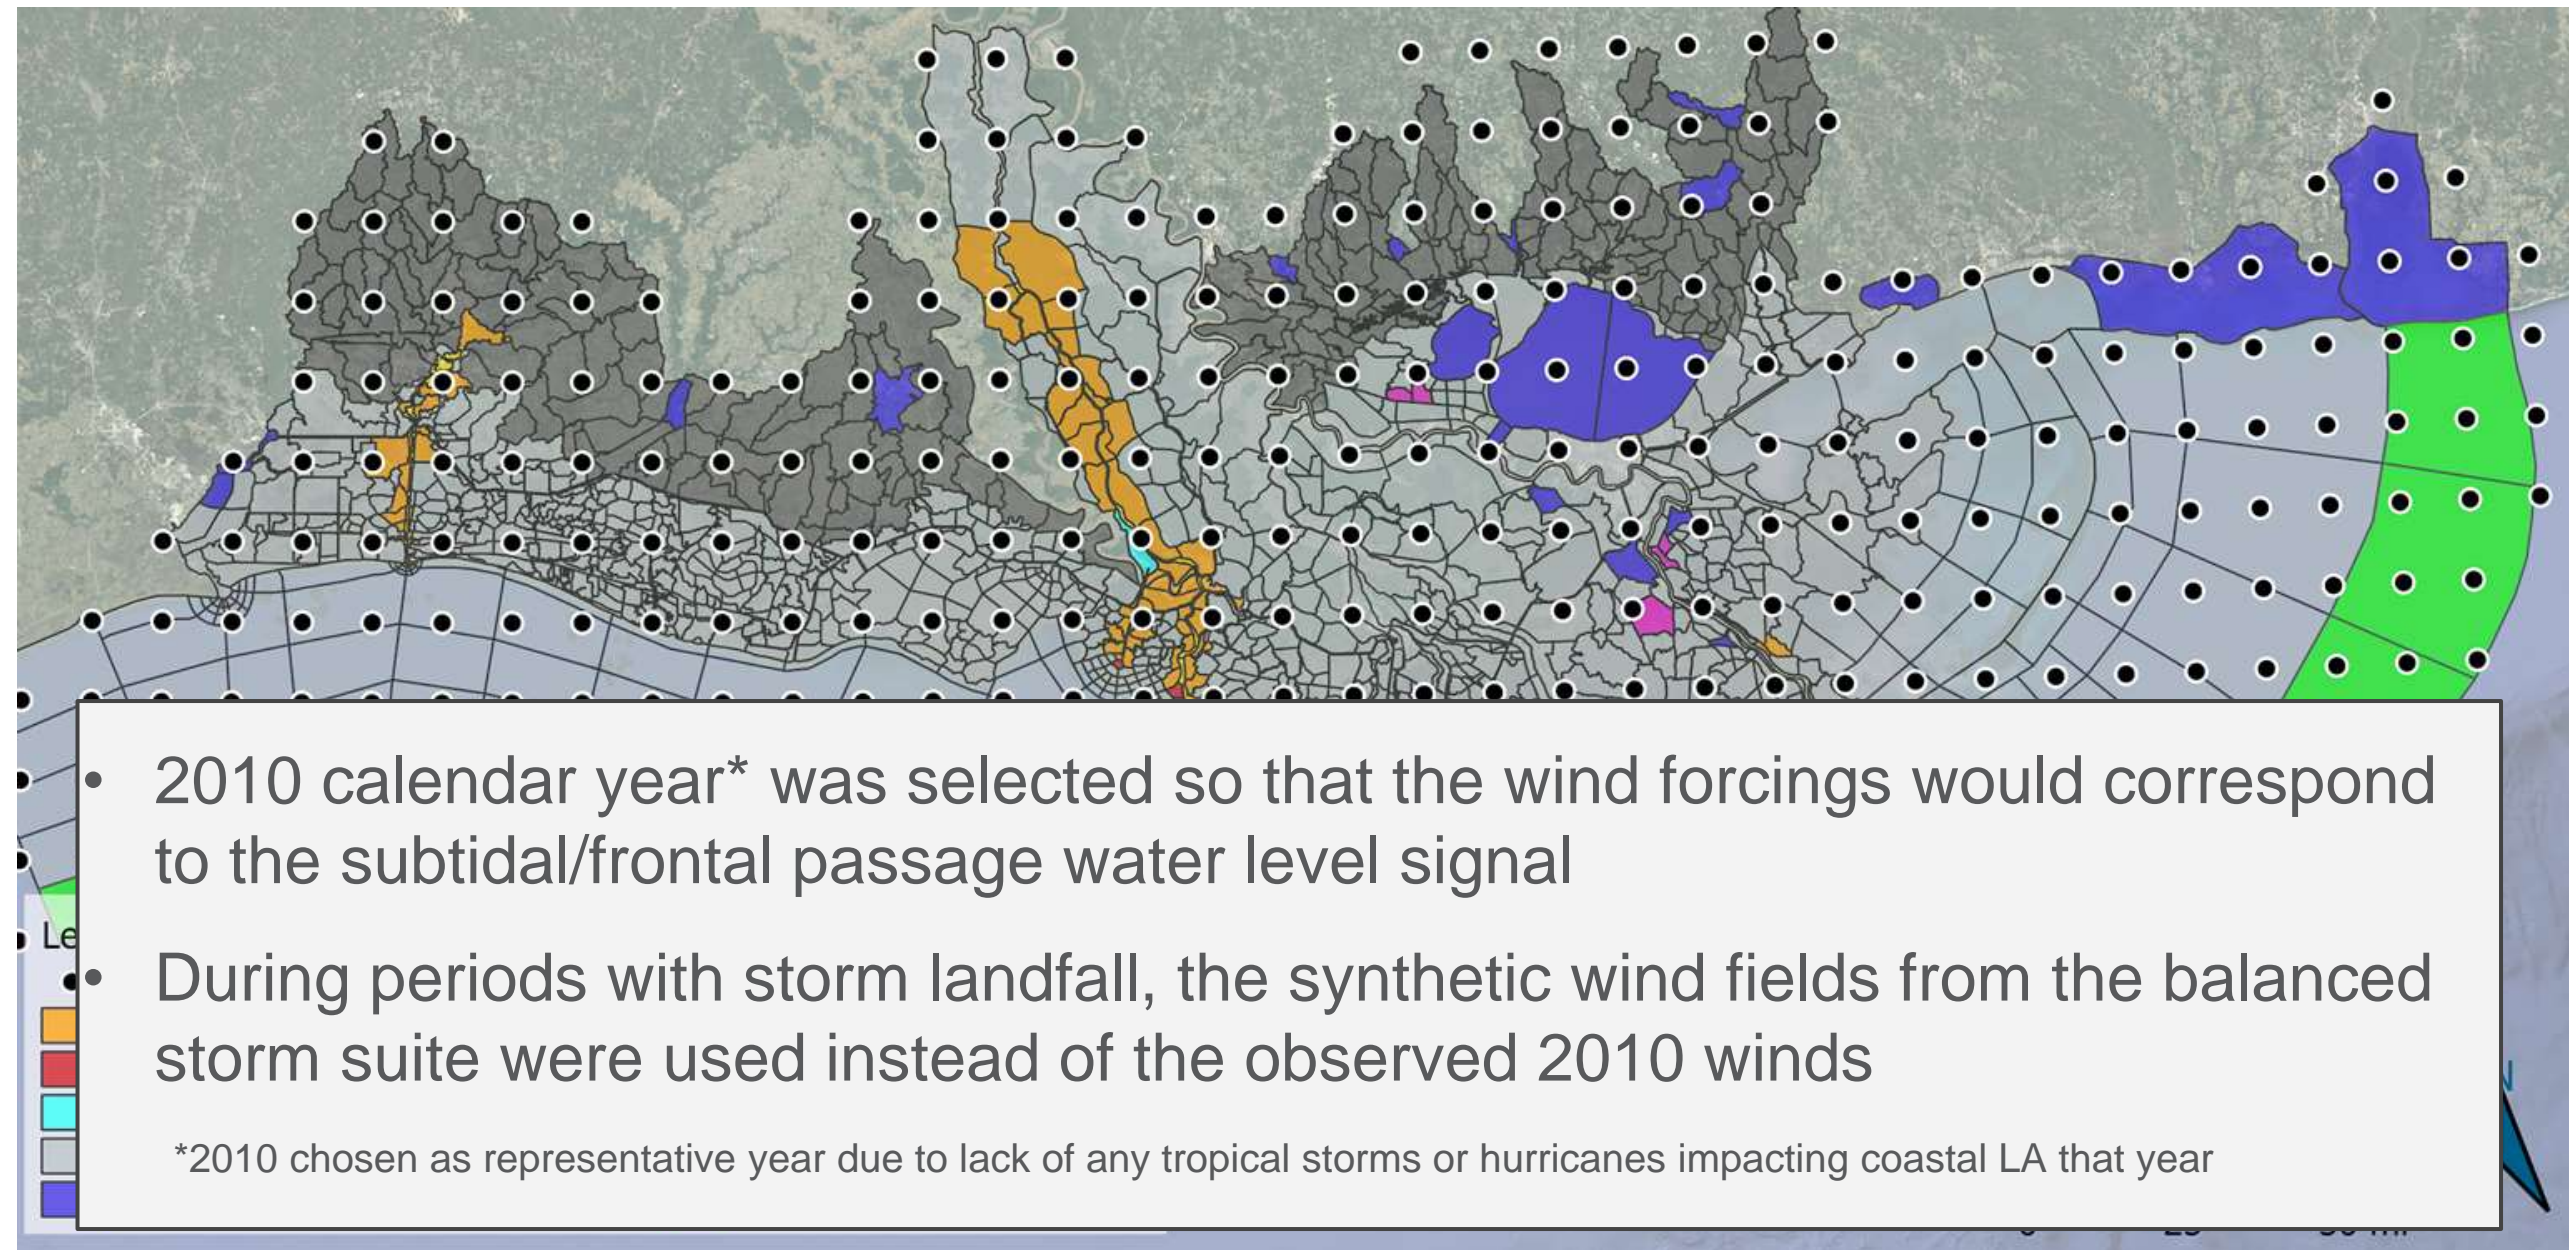 • 2010 calendar year* was selected so that the wind forcings would correspond
to the subtidal/frontal passage water level signal
• During periods with storm landfall, the synthetic wind fields from the balanced
storm suite were used instead of the observed 2010 winds
*2010 chosen as representative year due to lack of any tropical storms or hurricanes impacting coastal LA that year
Le
N